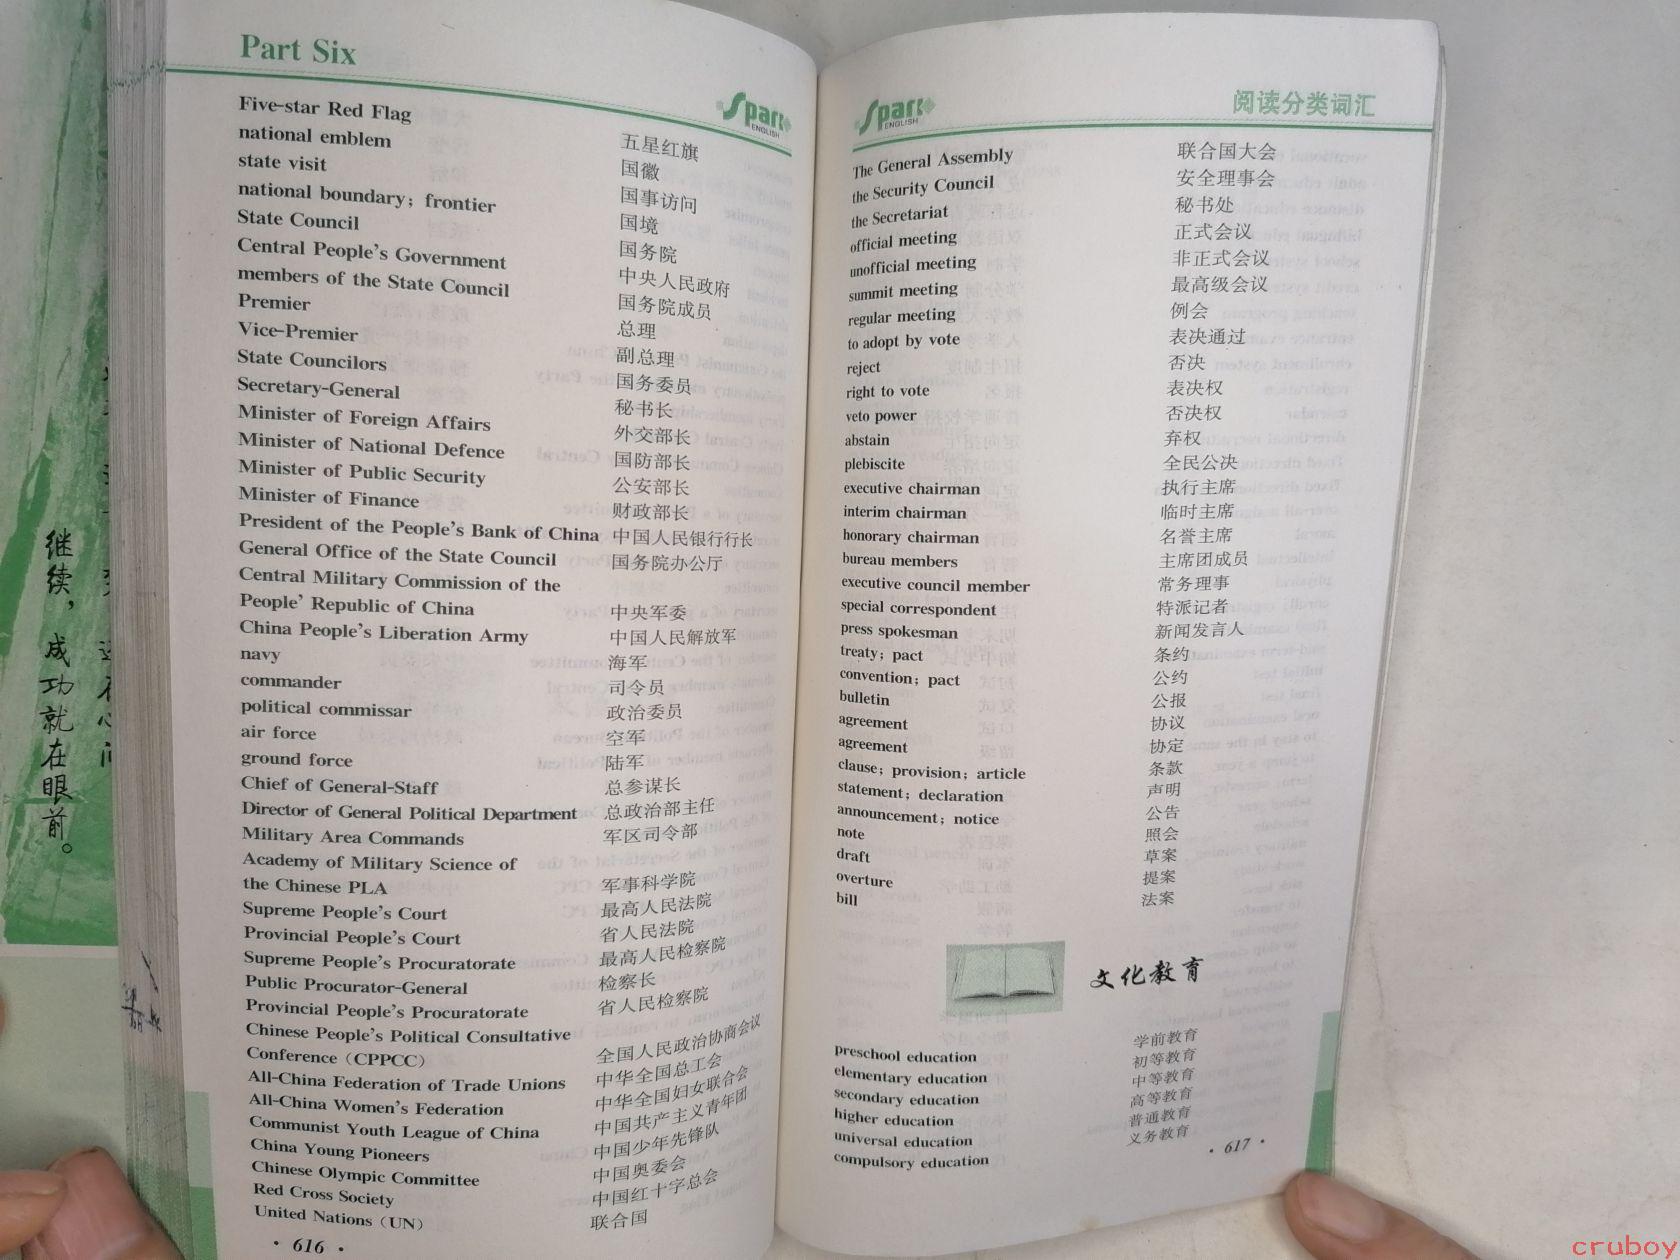 Part Six
Spark
ENGLISH
Five-star Red Flag 五星红旗
national emblem 国徽
state visit 国事访问
national boundary; frontier 国境
State Council 国务院
Central People's Government 中央人民政府
members of the State Council 国务院成员
Premier 总理
Vice-Premier 副总理
State Councilors 国务委员
Secretary-General 秘书长
Minister of Foreign Affairs 外交部长
Minister of National Defence 国防部长
Minister of Public Security 公安部长
Minister of Finance 财政部长
President of the People's Bank of China 中国人民银行行长
General Office of the State Council 国务院办公厅
Central Military Commission of the
People' Republic of China 中央军委
China People's Liberation Army 中国人民解放军
navy 海军
commander 司令员
political commissar 政治委员
air force 空军
ground force 陆军
Chief of General-Staff 总参谋长
Director of General Political Department 总政治部主任
Military Area Commands 军区司令部
Academy of Military Science of
the Chinese PLA 军事科学院
Supreme People's Court 最高人民法院
Provincial People's Court 省人民法院
Supreme People's Procuratorate 最高人民检察院
Public Procurator-General 检察长
Provincial People's Procuratorate 省人民检察院
Chinese People's Political Consultative
Conference (CPPCC) 全国人民政治协商会议
All-China Federation of Trade Unions 中华全国总工会
All-China Women's Federation 中华全国妇女联合会
Communist Youth League of China 中国共产主义青年团
China Young Pioneers 中国少年先锋队
Chinese Olympic Committee 中国奥委会
Red Cross Society 中国红十字总会
United Nations (UN) 联合国
· 616 ·
Spark
ENGLISH
阅读分类词汇
The General Assembly 联合国大会
the Security Council 安全理事会
the Secretariat 秘书处
official meeting 正式会议
unofficial meeting 非正式会议
summit meeting 最高级会议
regular meeting 例会
to adopt by vote 表决通过
reject 否决
right to vote 表决权
veto power 否决权
abstain 弃权
plebiscite 全民公决
executive chairman 执行主席
interim chairman 临时主席
honorary chairman 名誉主席
bureau members 主席团成员
executive council member 常务理事
special correspondent 特派记者
press spokesman 新闻发言人
treaty; pact 条约
convention; pact 公约
bulletin 公报
agreement 协议
agreement 协定
clause; provision; article 条款
statement; declaration 声明
announcement; notice 公告
note 照会
draft 草案
overture 提案
bill 法案
文化教育
preschool education 学前教育
elementary education 初等教育
secondary education 中等教育
higher education 高等教育
universal education 普通教育
compulsory education 义务教育
· 617 ·
继续，成功就在眼前。
cruboy